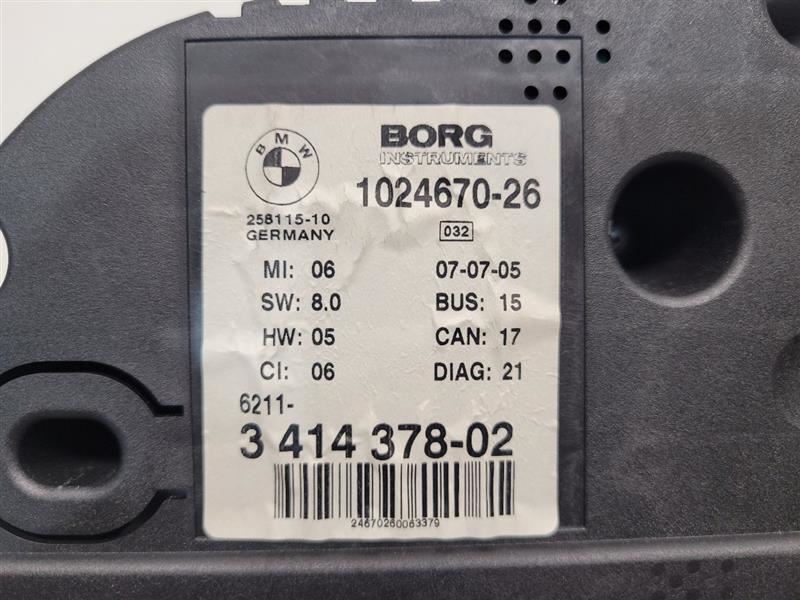 BMW
BORG
INSTRUMENTS
1024670-26
258115-10
GERMANY
032
MI: 06 07-07-05
SW: 8.0 BUS: 15
HW: 05 CAN: 17
CI: 06 DIAG: 21
6211-
3 414 378-02
24670260063379